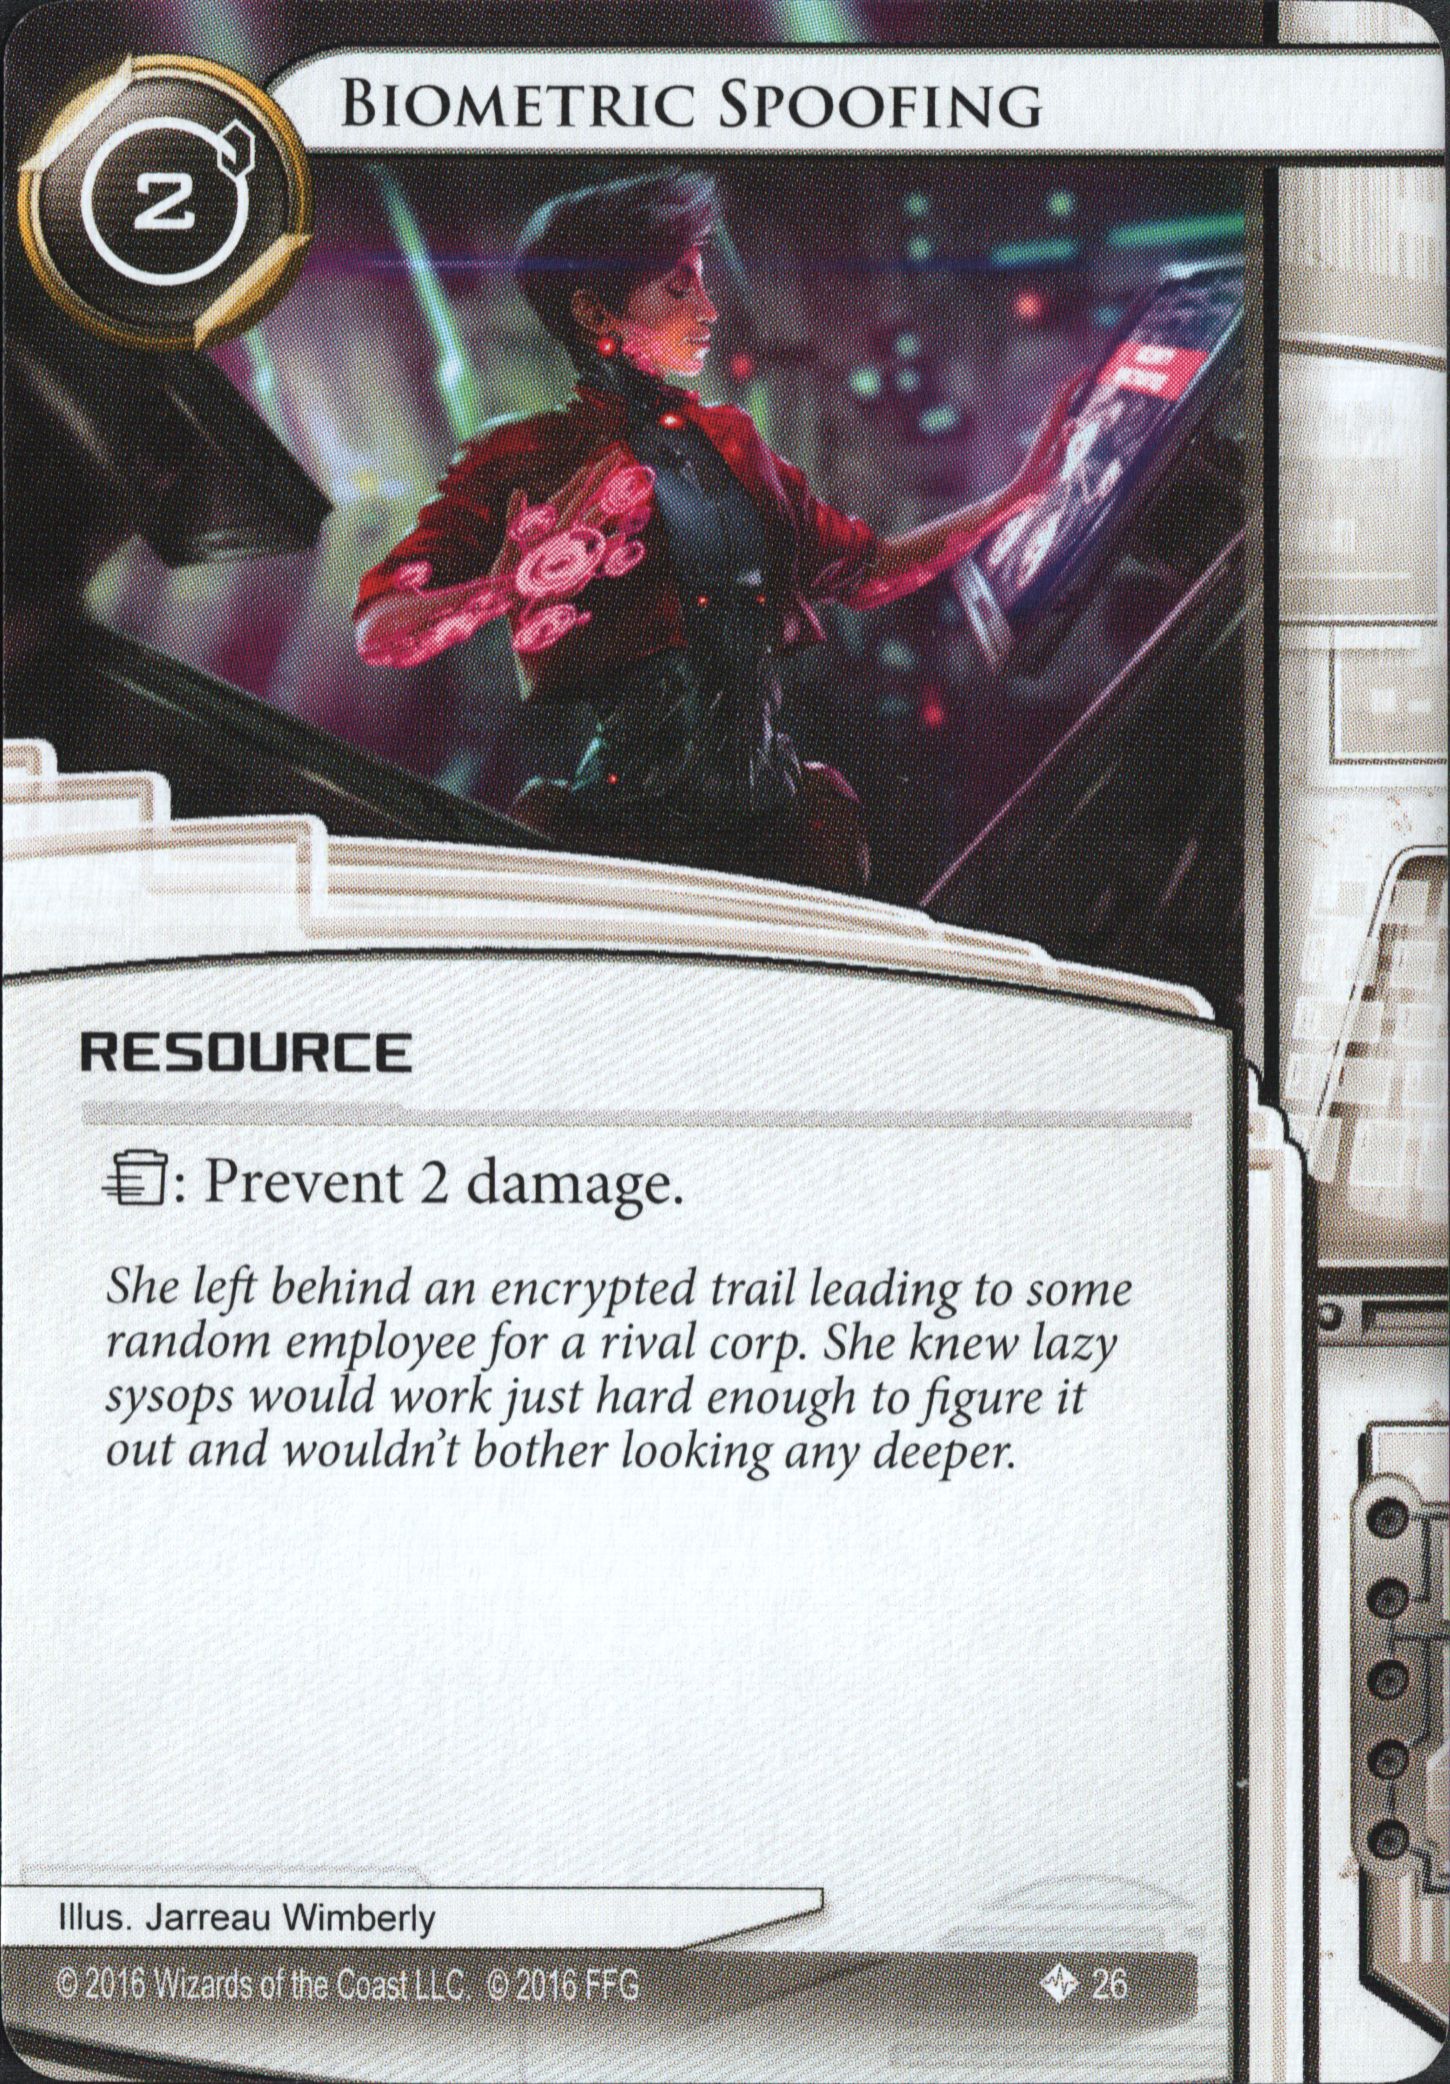 Biometric Spoofing
2
RESOURCE
: Prevent 2 damage.
She left behind an encrypted trail leading to some
random employee for a rival corp. She knew lazy
sysops would work just hard enough to figure it
out and wouldn't bother looking any deeper.
Illus. Jarreau Wimberly
© 2016 Wizards of the Coast LLC. © 2016 FFG
26